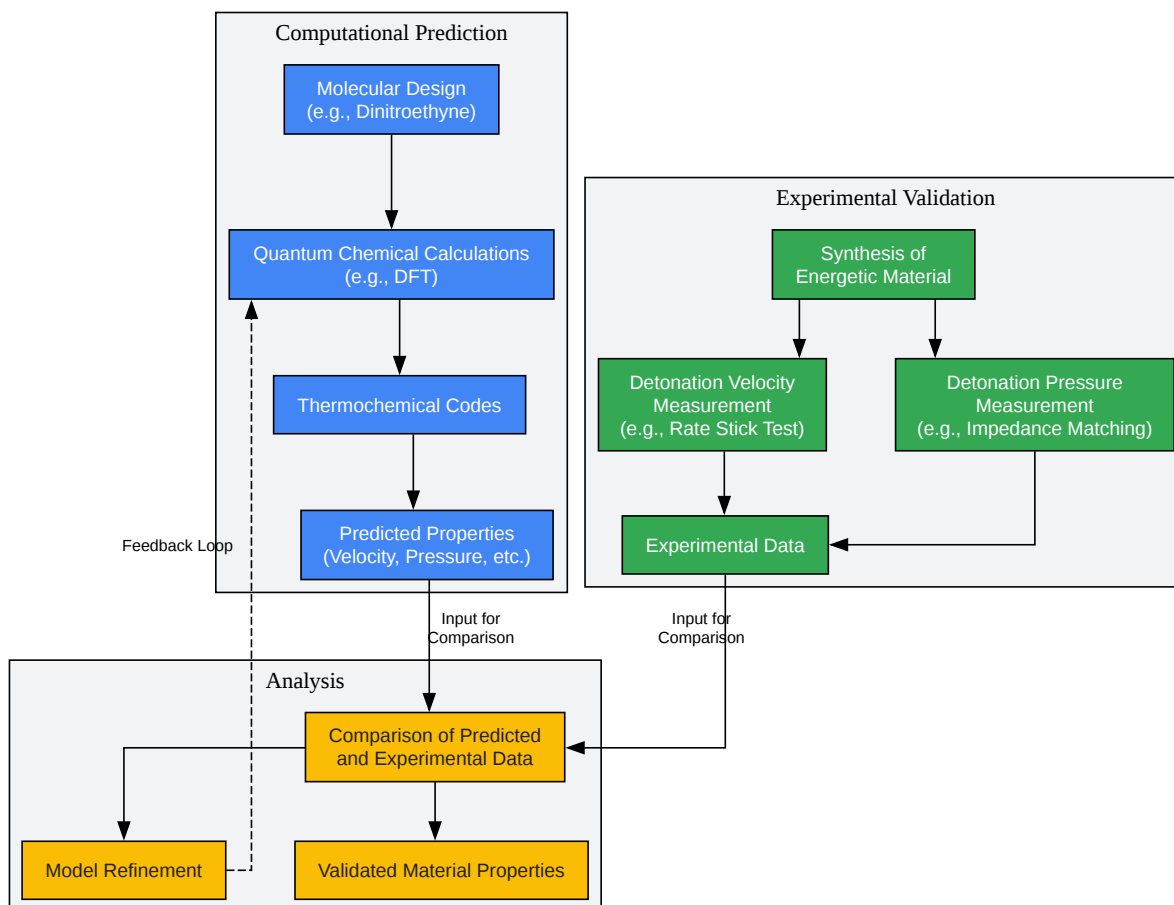 Computational Prediction
Molecular Design
(e.g., Dinitroethyne)
Quantum Chemical Calculations
(e.g., DFT)
Thermochemical Codes
Predicted Properties
(Velocity, Pressure, etc.)
Feedback Loop
Input for
Comparison
Experimental Validation
Synthesis of
Energetic Material
Detonation Velocity
Measurement
(e.g., Rate Stick Test)
Detonation Pressure
Measurement
(e.g., Impedance Matching)
Experimental Data
Input for
Comparison
Analysis
Comparison of Predicted
and Experimental Data
Model Refinement
Validated Material Properties